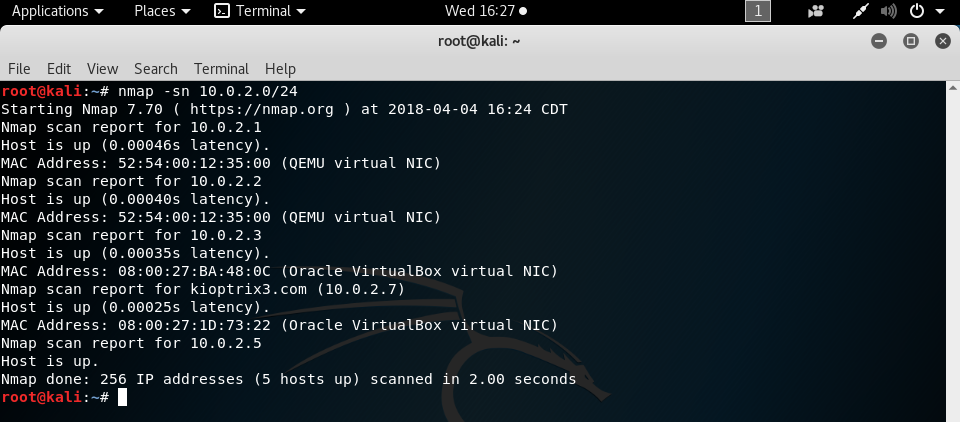 Applications Places Terminal Wed 16:27 1
root@kali: ~
File Edit View Search Terminal Help
root@kali:~# nmap -sn 10.0.2.0/24
Starting Nmap 7.70 ( https://nmap.org ) at 2018-04-04 16:24 CDT
Nmap scan report for 10.0.2.1
Host is up (0.00046s latency).
MAC Address: 52:54:00:12:35:00 (QEMU virtual NIC)
Nmap scan report for 10.0.2.2
Host is up (0.00040s latency).
MAC Address: 52:54:00:12:35:00 (QEMU virtual NIC)
Nmap scan report for 10.0.2.3
Host is up (0.00035s latency).
MAC Address: 08:00:27:BA:48:0C (Oracle VirtualBox virtual NIC)
Nmap scan report for kioptrix3.com (10.0.2.7)
Host is up (0.00025s latency).
MAC Address: 08:00:27:1D:73:22 (Oracle VirtualBox virtual NIC)
Nmap scan report for 10.0.2.5
Host is up.
Nmap done: 256 IP addresses (5 hosts up) scanned in 2.00 seconds
root@kali:~#